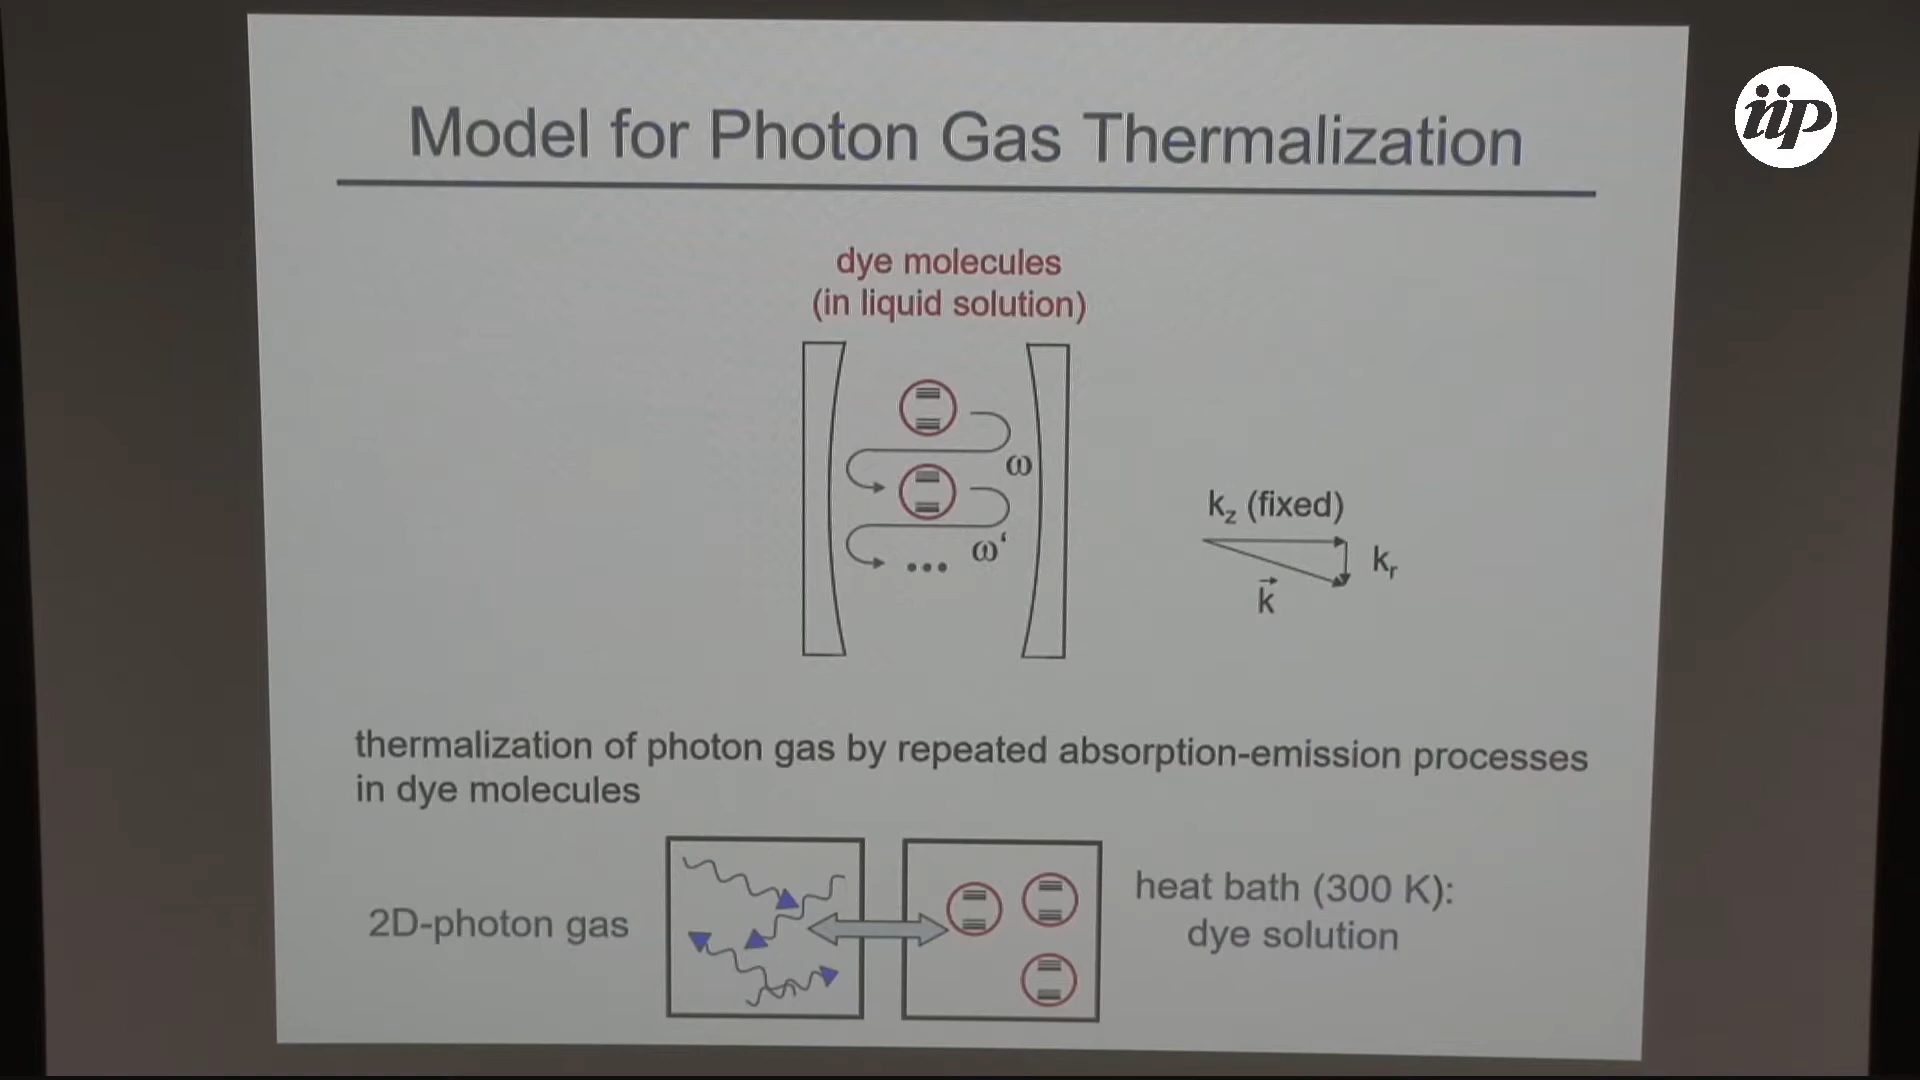 iip
Model for Photon Gas Thermalization
dye molecules
(in liquid solution)
ω
ω‘
...
kz (fixed)
kr
k⃗
thermalization of photon gas by repeated absorption-emission processes
in dye molecules
2D-photon gas
heat bath (300 K):
dye solution